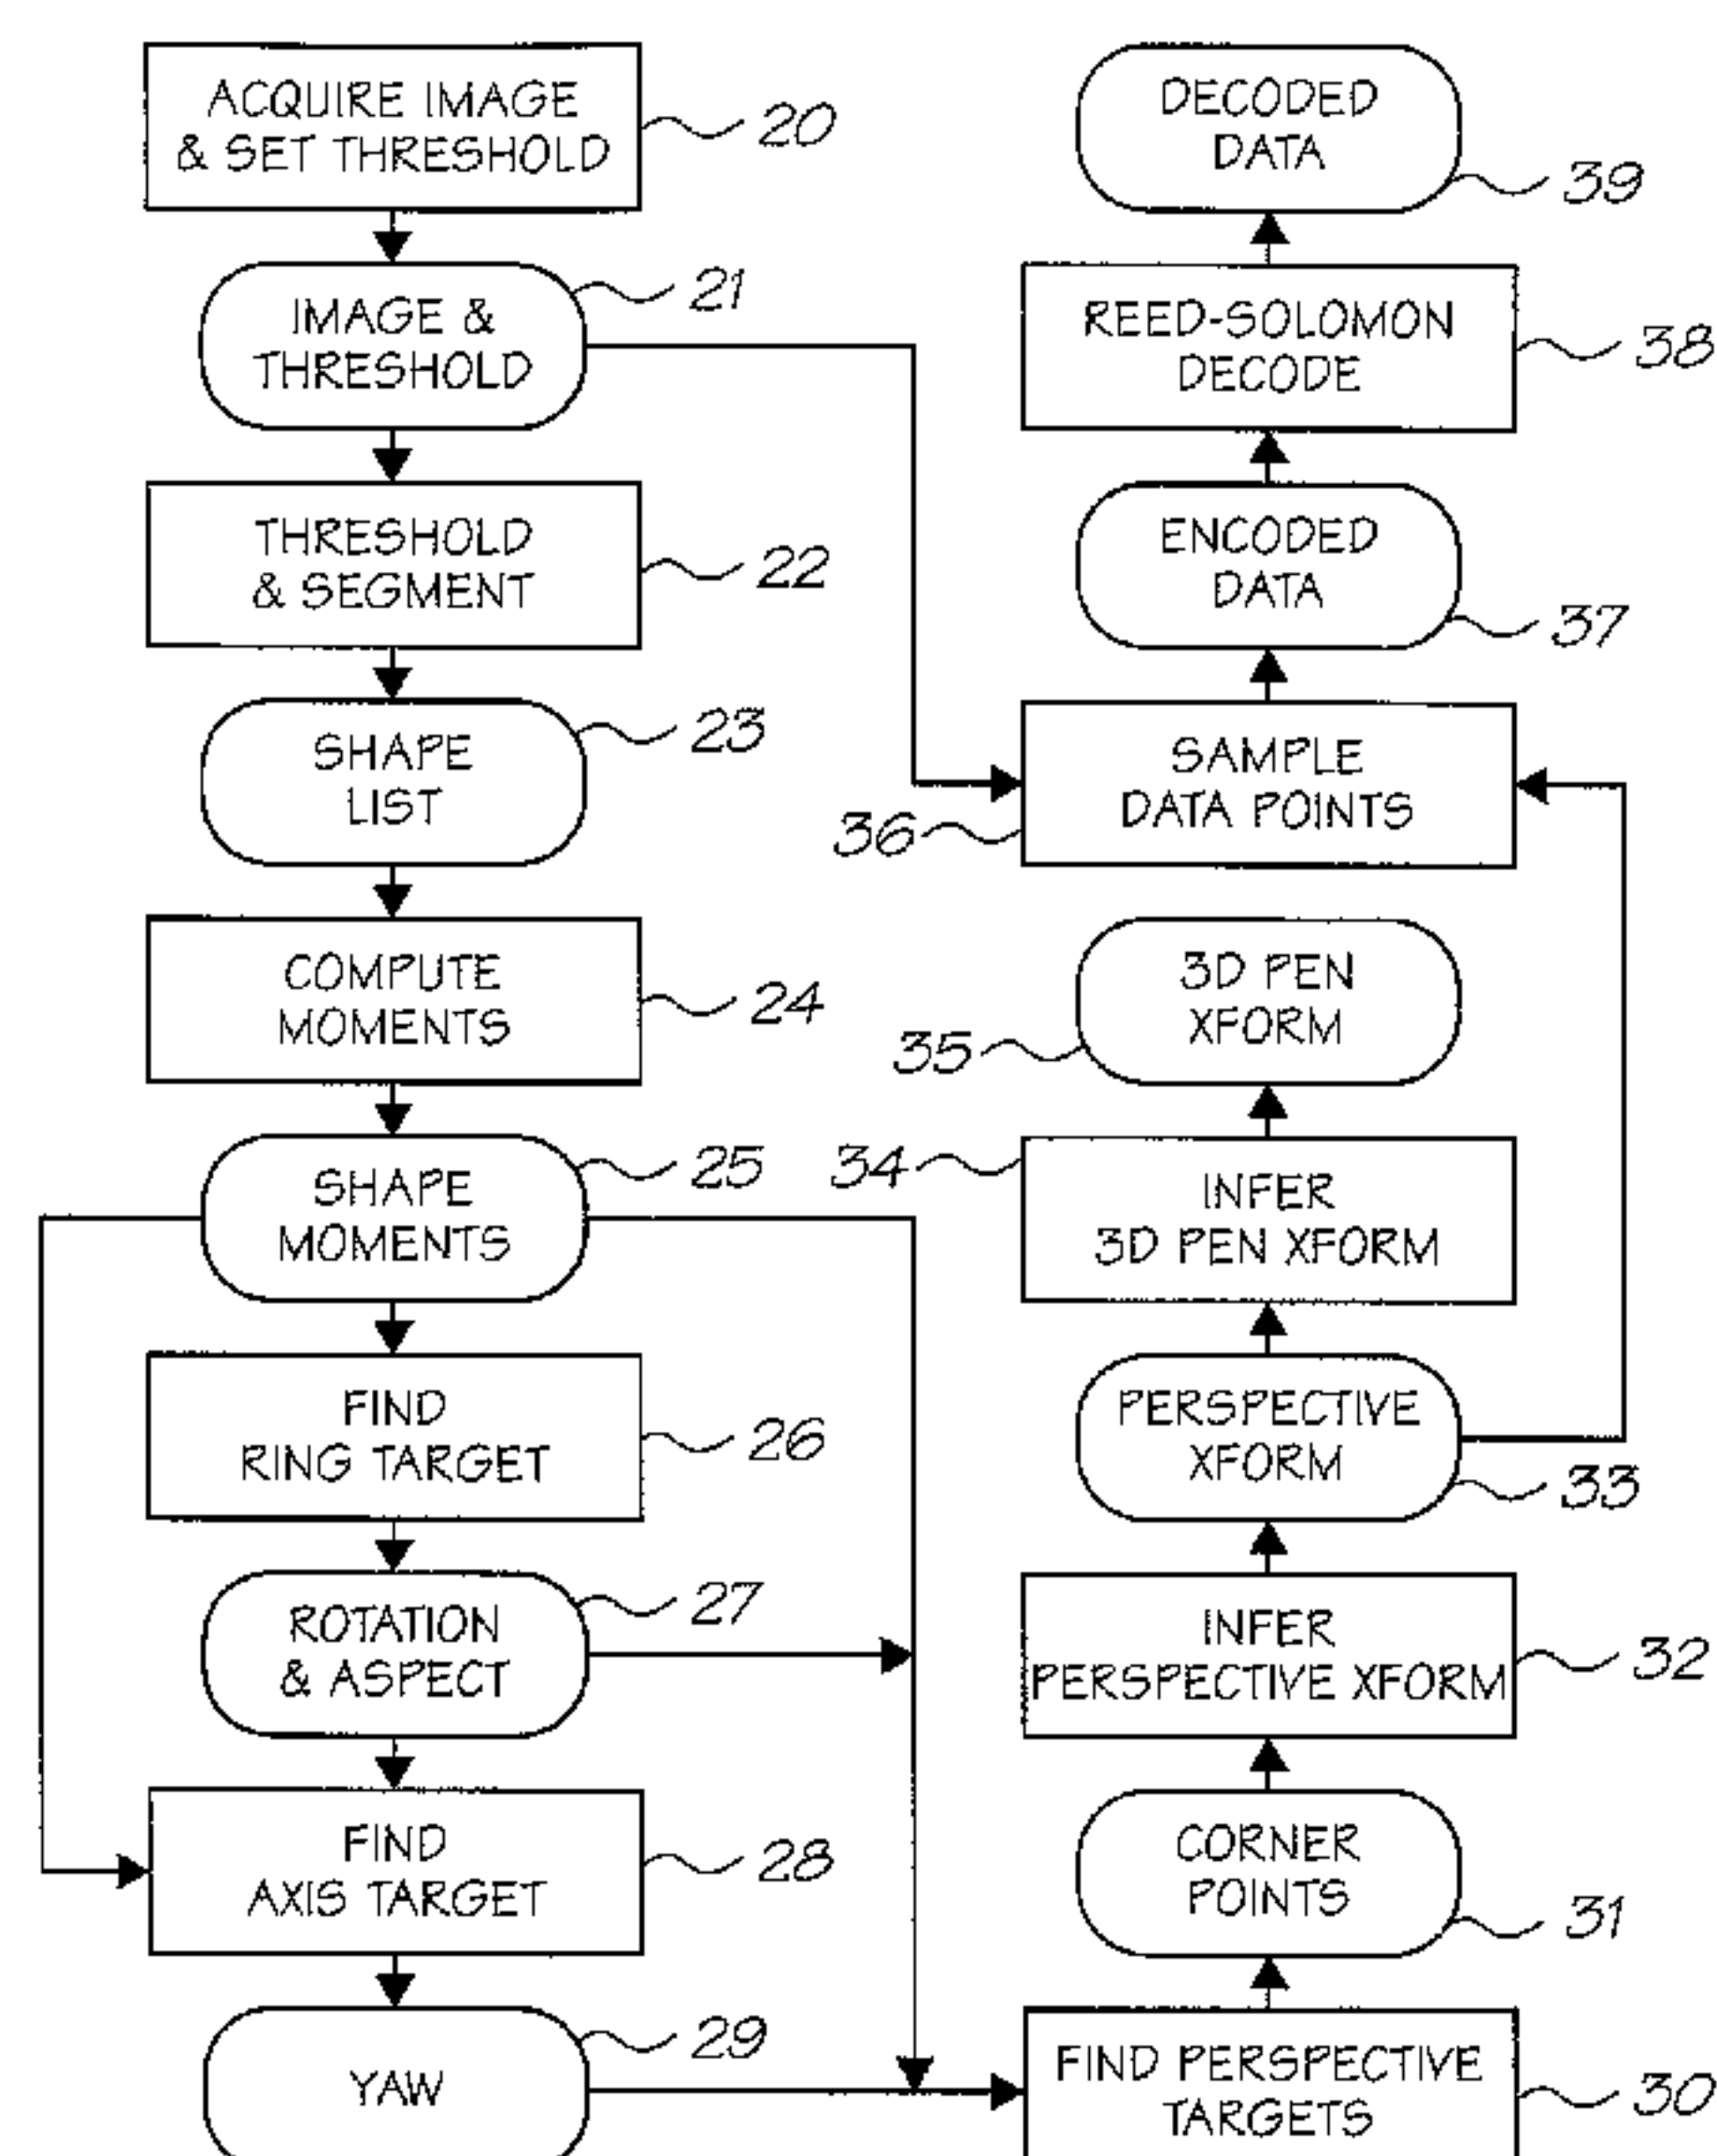 ACQUIRE IMAGE
& SET THRESHOLD
20
IMAGE &
THRESHOLD
21
THRESHOLD
& SEGMENT
22
SHAPE
LIST
23
COMPUTE
MOMENTS
24
SHAPE
MOMENTS
25
FIND
RING TARGET
26
ROTATION
& ASPECT
27
FIND
AXIS TARGET
28
YAW
29
DECODED
DATA
39
REED-SOLOMON
DECODE
38
ENCODED
DATA
37
SAMPLE
DATA POINTS
36
3D PEN
XFORM
35
INFER
3D PEN XFORM
34
PERSPECTIVE
XFORM
33
INFER
PERSPECTIVE XFORM
32
CORNER
POINTS
31
FIND PERSPECTIVE
TARGETS
30